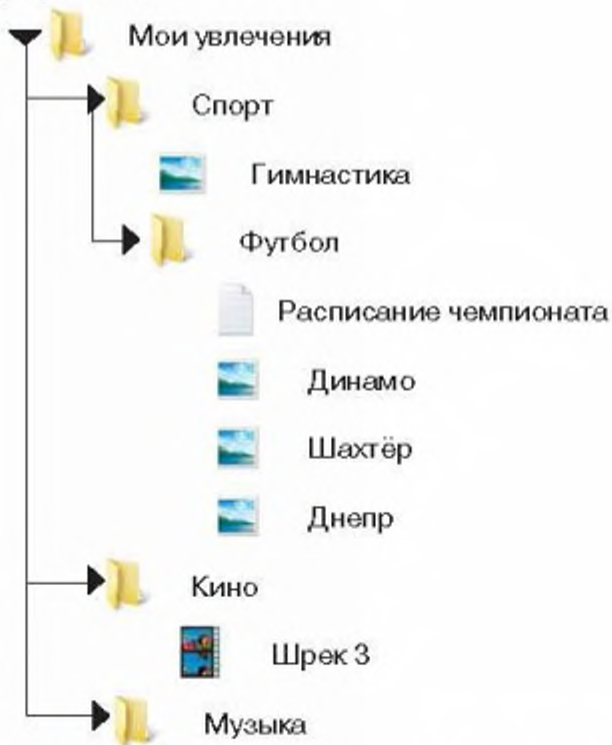 Мои увлечения
Спорт
Гимнастика
Футбол
Расписание чемпионата
Динамо
Шахтёр
Днепр
Кино
Шрек 3
Музыка